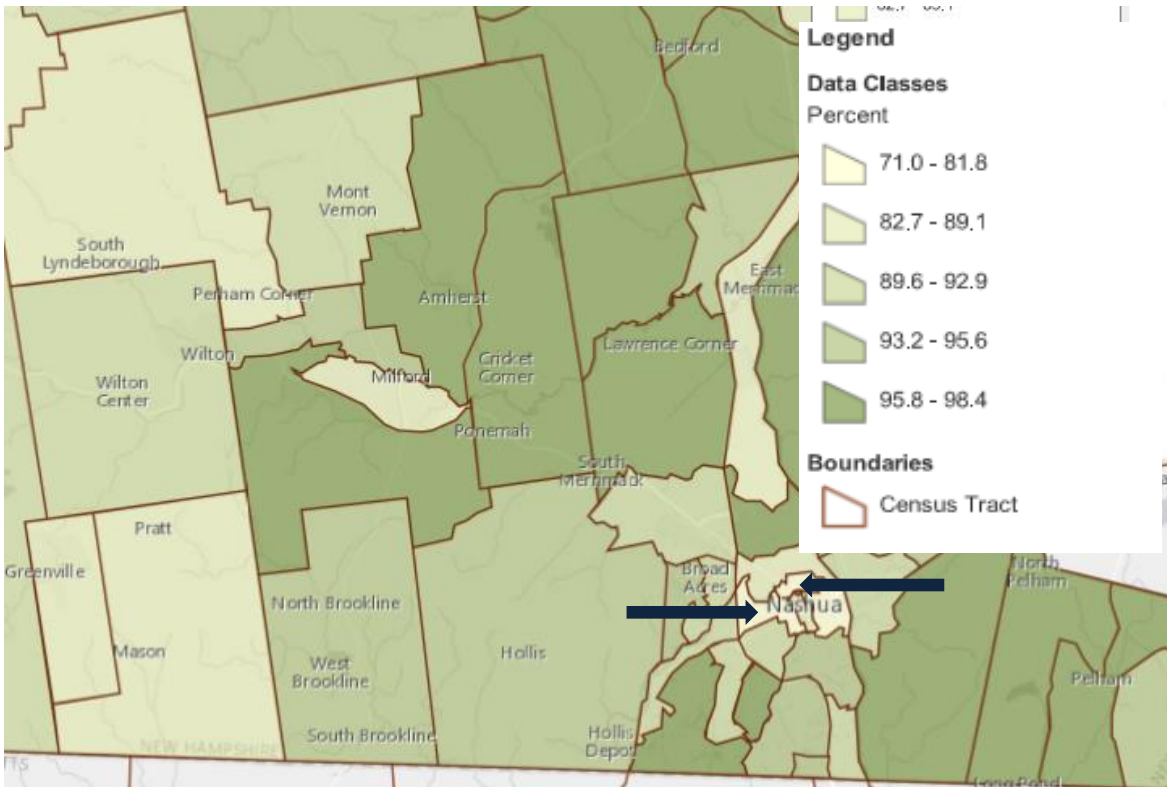 Bedford
Mont
Vernon
South
Lyndeborough
Perham Corner
Amherst
East
Merrimac
Wilton
Lawrence Corner
Cricket
Corner
Milford
Wilton
Center
Ponemah
South
Merrimack
Pratt
Greenville
Broad
Acres
North
Pelham
North Brookline
Nashua
Mason
Hollis
West
Brookline
Pelham
South Brookline
Hollis
Depot
NEW HAMPSHIRE
TTS
Long Pond
Legend
Data Classes
Percent
71.0 - 81.8
82.7 - 89.1
89.6 - 92.9
93.2 - 95.6
95.8 - 98.4
Boundaries
Census Tract